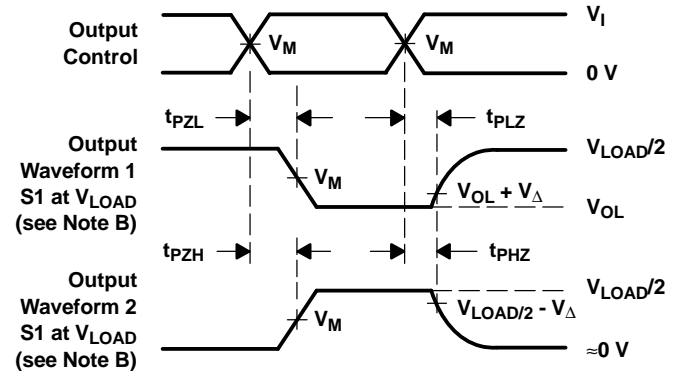 Output
Control
V_M
V_M
V_I
0 V
t_PZL
t_PLZ
Output
Waveform 1
S1 at V_LOAD
(see Note B)
V_M
V_OL + V_Δ
V_LOAD/2
V_OL
t_PZH
t_PHZ
Output
Waveform 2
S1 at V_LOAD
(see Note B)
V_M
V_LOAD/2 - V_Δ
V_LOAD/2
≈0 V